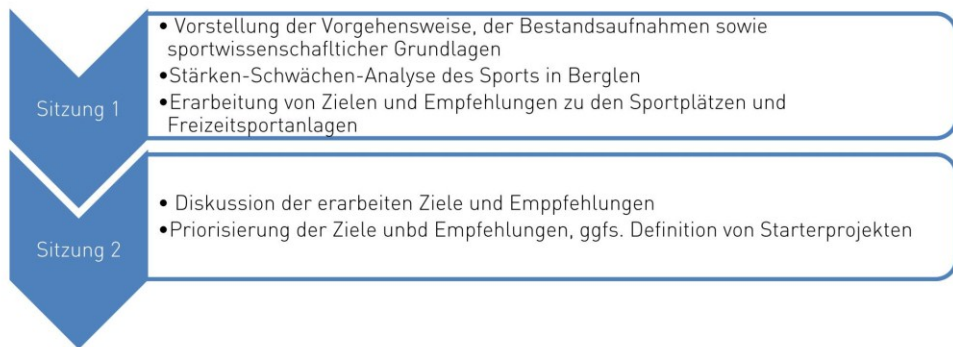 Sitzung 1
• Vorstellung der Vorgehensweise, der Bestandsaufnahmen sowie
sportwissenschaflticher Grundlagen
•Stärken-Schwächen-Analyse des Sports in Berglen
•Erarbeitung von Zielen und Empfehlungen zu den Sportplätzen und
Freizeitsportanlagen
Sitzung 2
• Diskussion der erarbeiten Ziele und Emppfehlungen
•Priorisierung der Ziele unbd Empfehlungen, ggfs. Definition von Starterprojekten